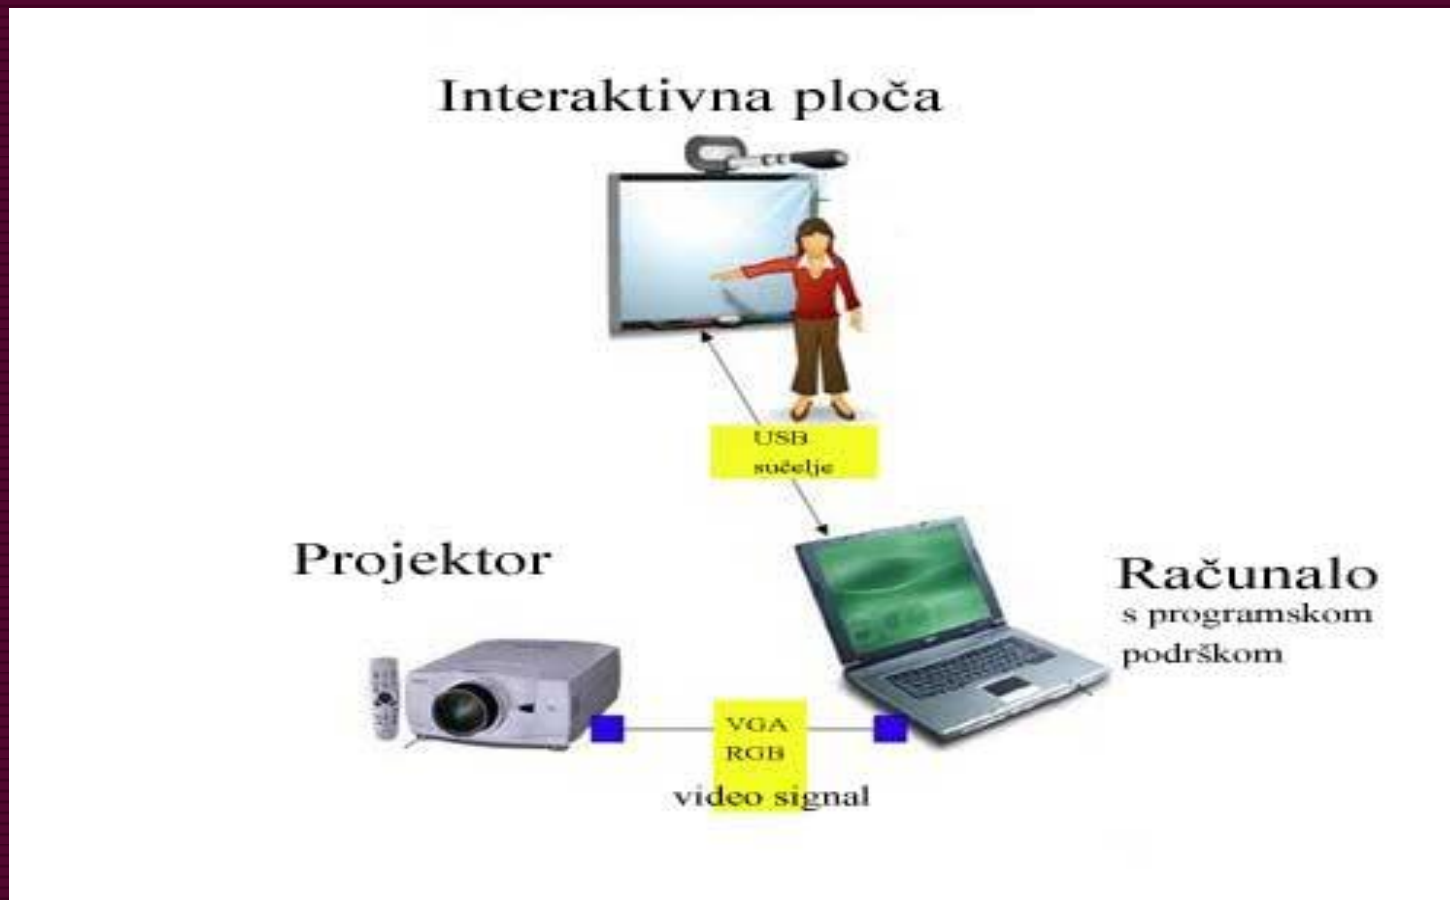 Interaktivna ploča
USB
sučelje
Projektor
Računalo
s programskom
podrškom
VGA
RGB
video signal